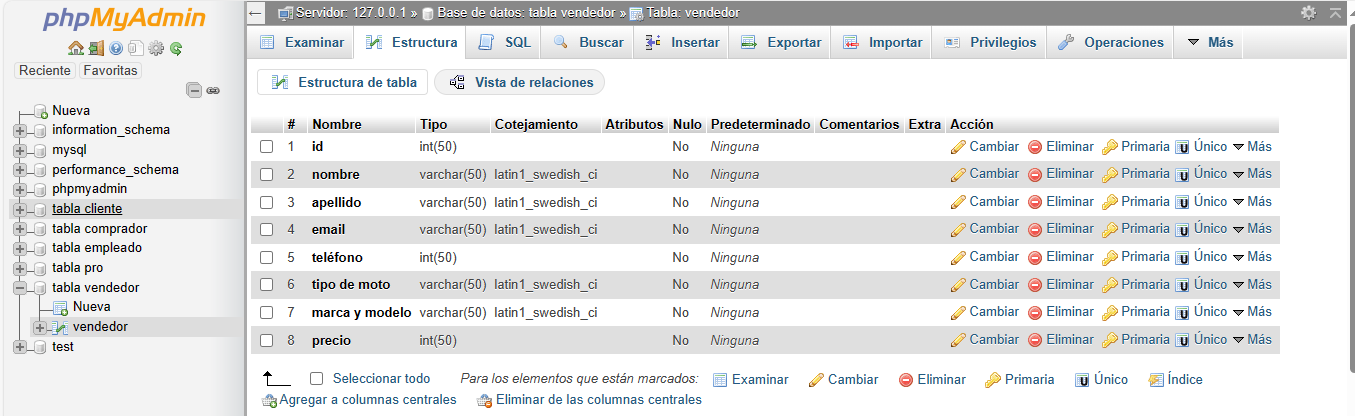 phpMyAdmin
Reciente Favoritas
Nueva
information_schema
mysql
performance_schema
phpmyadmin
tabla cliente
tabla comprador
tabla empleado
tabla pro
tabla vendedor
Nueva
vendedor
test
Servidor: 127.0.0.1 » Base de datos: tabla vendedor » Tabla: vendedor
Examinar Estructura SQL Buscar Insertar Exportar Importar Privilegios Operaciones Más
Estructura de tabla Vista de relaciones
# Nombre Tipo Cotejamiento Atributos Nulo Predeterminado Comentarios Extra Acción
1 id int(50) No Ninguna Cambiar Eliminar Primaria Único Más
2 nombre varchar(50) latin1_swedish_ci No Ninguna Cambiar Eliminar Primaria Único Más
3 apellido varchar(50) latin1_swedish_ci No Ninguna Cambiar Eliminar Primaria Único Más
4 email varchar(50) latin1_swedish_ci No Ninguna Cambiar Eliminar Primaria Único Más
5 teléfono int(50) No Ninguna Cambiar Eliminar Primaria Único Más
6 tipo de moto varchar(50) latin1_swedish_ci No Ninguna Cambiar Eliminar Primaria Único Más
7 marca y modelo varchar(50) latin1_swedish_ci No Ninguna Cambiar Eliminar Primaria Único Más
8 precio int(50) No Ninguna Cambiar Eliminar Primaria Único Más
Seleccionar todo Para los elementos que están marcados: Examinar Cambiar Eliminar Primaria Único Índice
Agregar a columnas centrales Eliminar de las columnas centrales